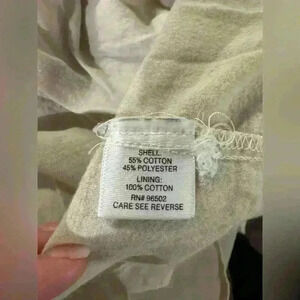 SHELL:
55% COTTON
45% POLYESTER
LINING:
100% COTTON
RN# 96502
CARE SEE REVERSE